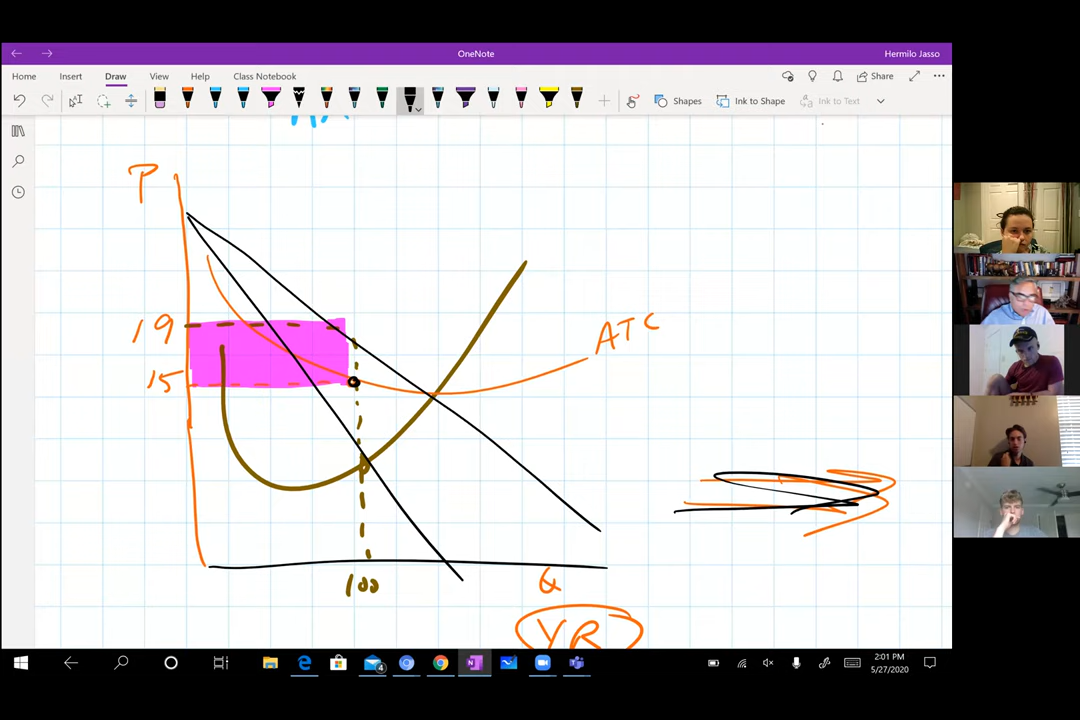 OneNote
Hermilo Jasso
Home Insert Draw View Help Class Notebook
Share
Shapes Ink to Shape Ink to Text
P
19
15
ATC
100
Q
YR
4
2:01 PM
5/27/2020